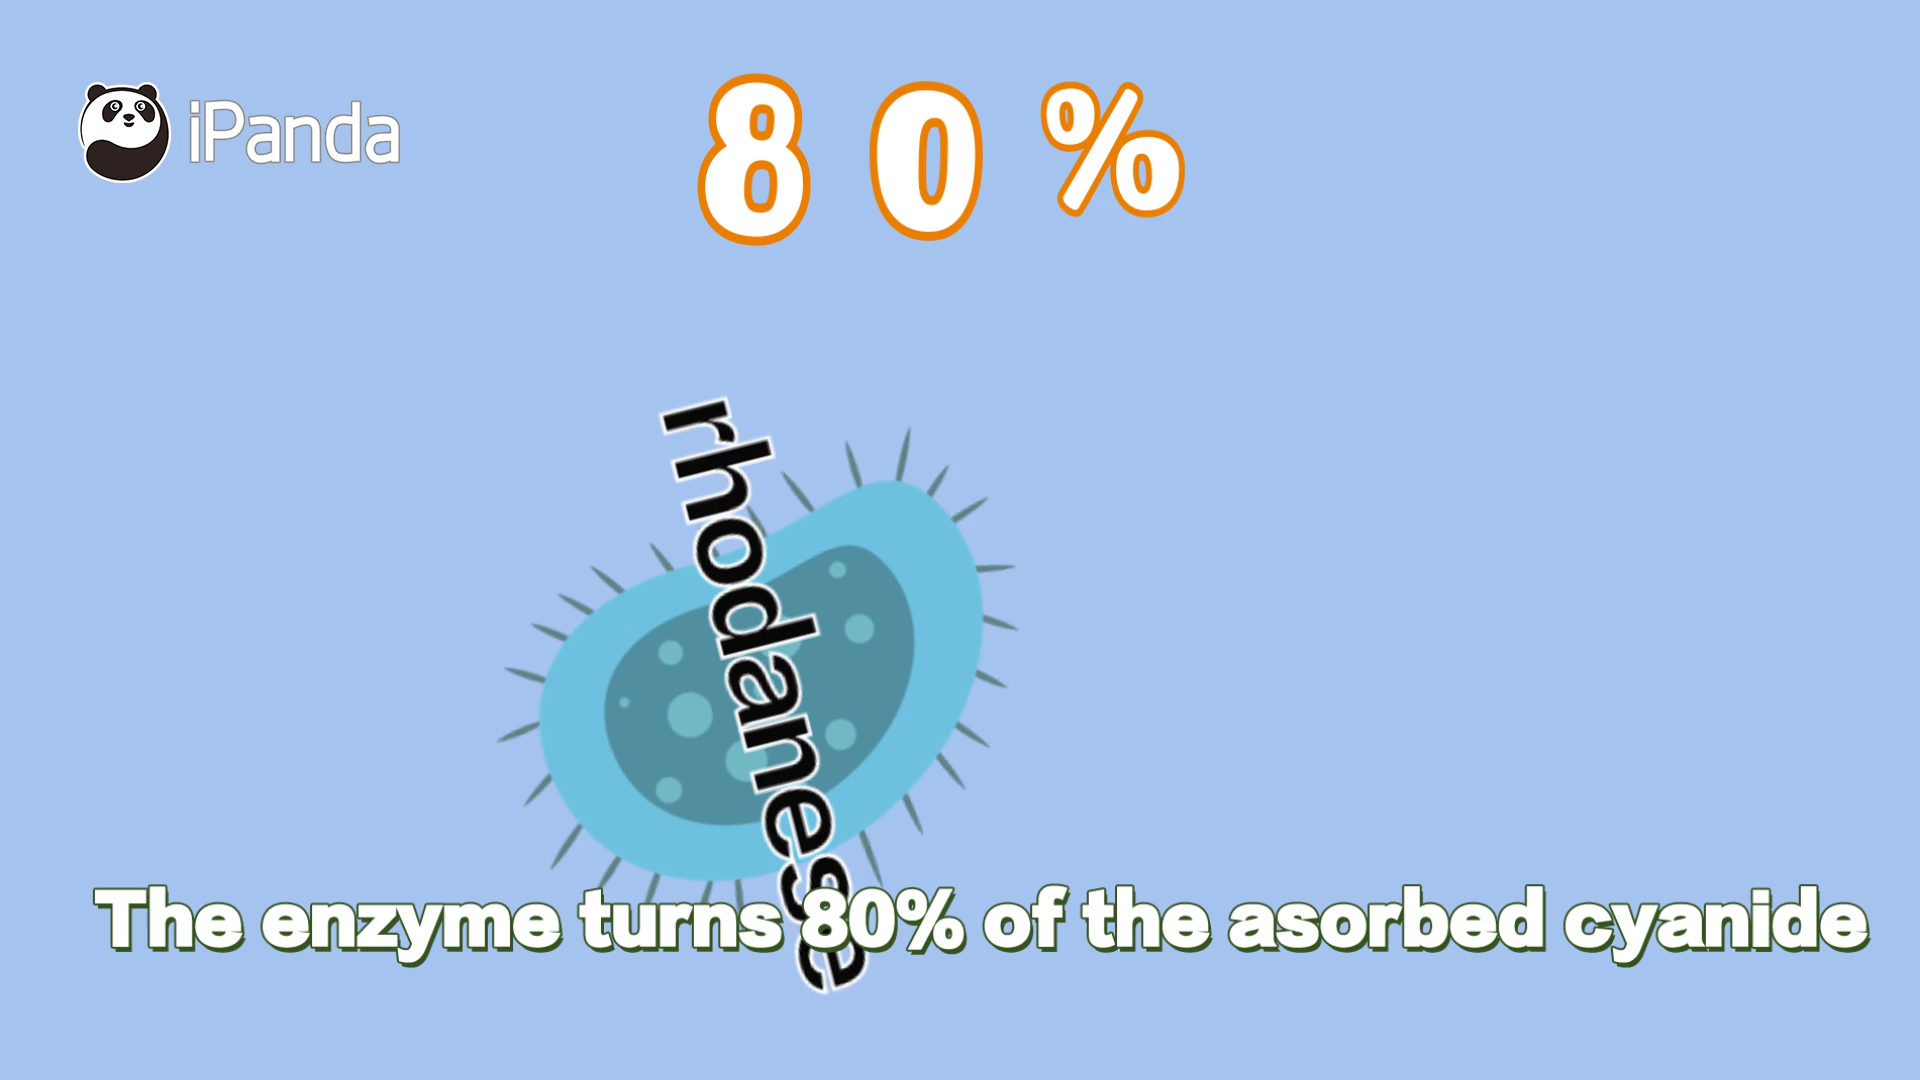 iPanda
80%
rhodanese
The enzyme turns 80% of the asorbed cyanide